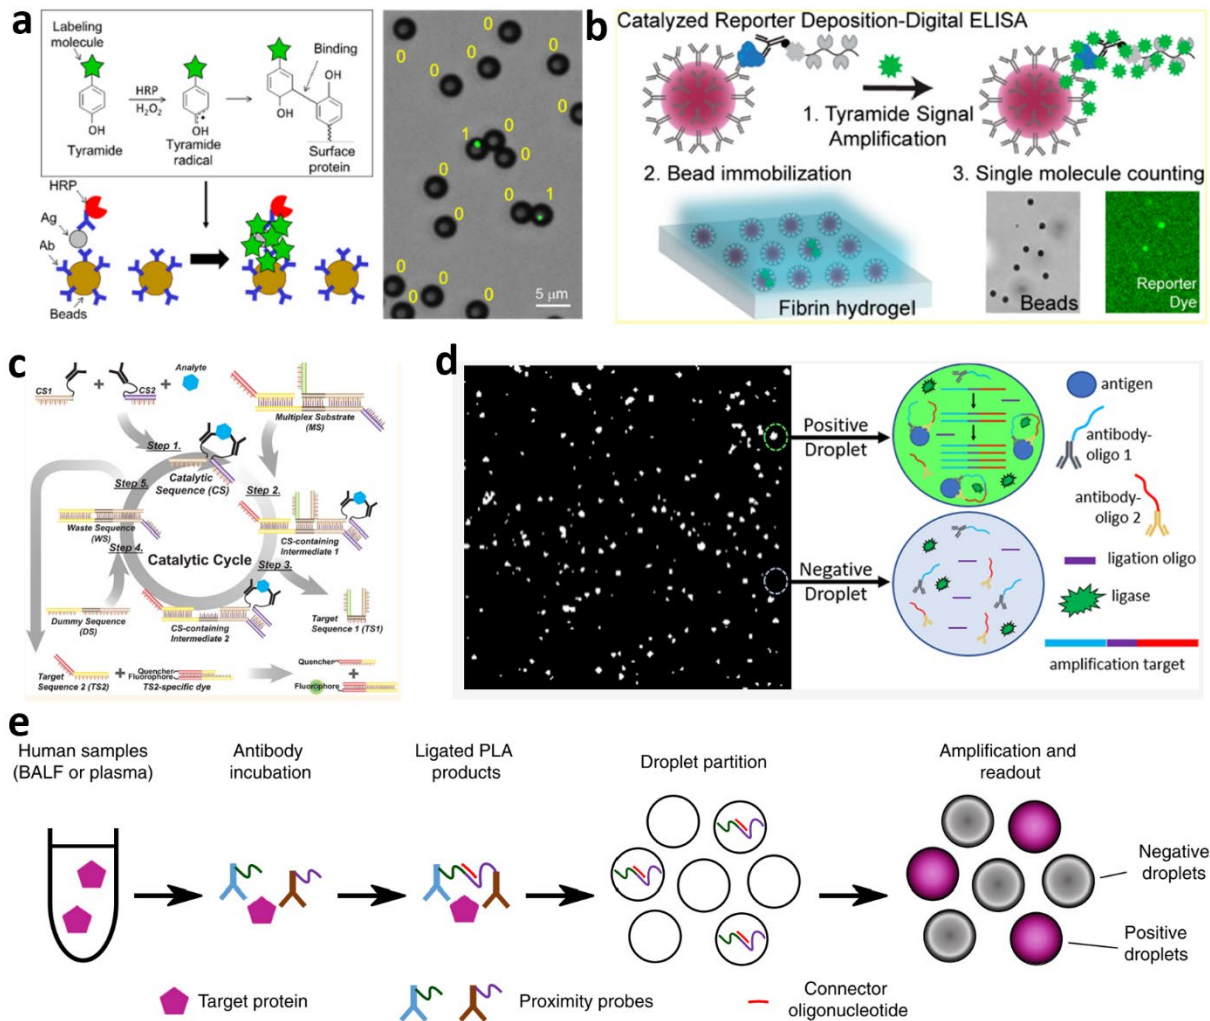 a
Labeling
molecule
Binding
HRP
H₂O₂
OH
OH
OH
OH
OH
Tyramide
Tyramide
radical
Surface
protein
HRP
Ag
Ab
Beads
0
0
0
0
0
0
1
0
0
0
0
1
0
0
0
0
0
5 μm
b
Catalyzed Reporter Deposition-Digital ELISA
1. Tyramide Signal
Amplification
2. Bead immobilization
3. Single molecule counting
Fibrin hydrogel
Beads
Reporter
Dye
c
CS1
+
CS2
+
Analyte
Multiplex Substrate
(MS)
Step 1.
Catalytic
Sequence (CS)
Step 2.
Step 5.
Waste Sequence
(WS)
Step 4.
Catalytic Cycle
CS-containing
Intermediate 1
Step 3.
Dummy Sequence
(DS)
CS-containing
Intermediate 2
Target
Sequence 1 (TS1)
Target
Sequence 2 (TS2)
+
Quencher
Fluorophore
TS2-specific dye
Quencher
+
Fluorophore
d
Positive
Droplet
Negative
Droplet
antigen
antibody-
oligo 1
antibody-
oligo 2
ligation oligo
ligase
amplification target
e
Human samples
(BALF or plasma)
Antibody
incubation
Ligated PLA
products
Droplet partition
Amplification and
readout
Negative
droplets
Positive
droplets
Target protein
Proximity probes
Connector
oligonucleotide